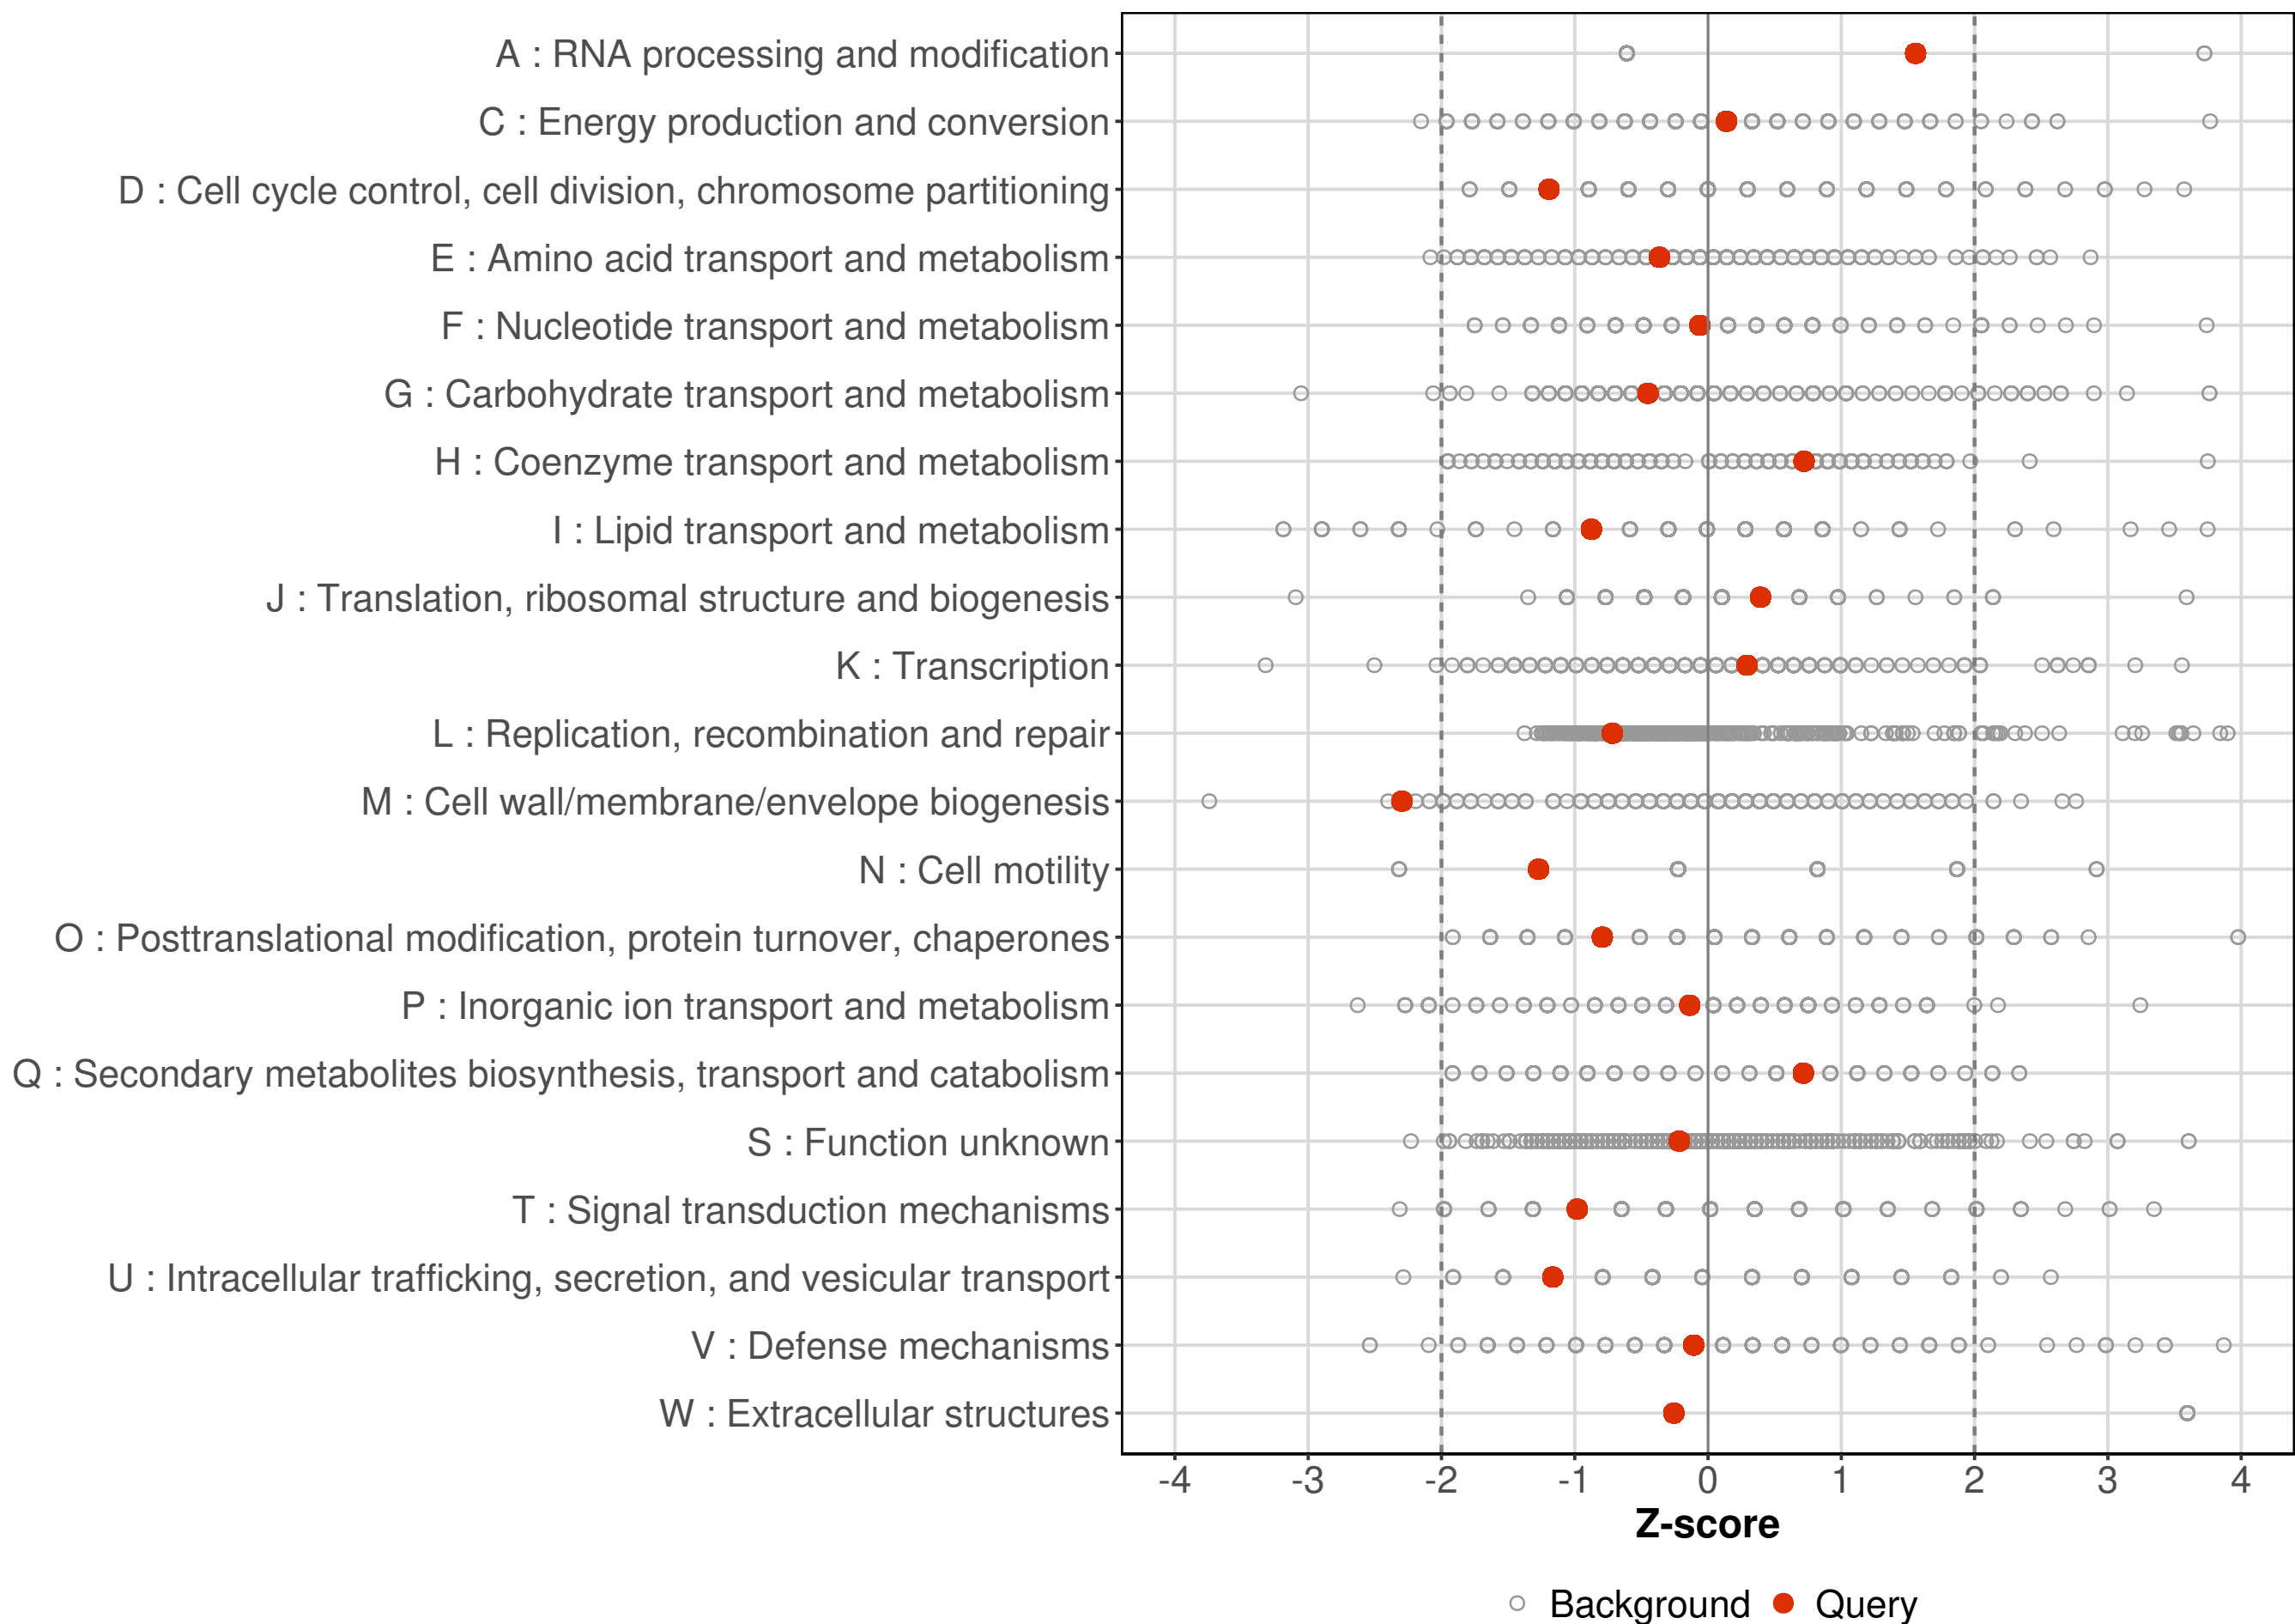 A : RNA processing and modification
C : Energy production and conversion
D : Cell cycle control, cell division, chromosome partitioning
E : Amino acid transport and metabolism
F : Nucleotide transport and metabolism
G : Carbohydrate transport and metabolism
H : Coenzyme transport and metabolism
I : Lipid transport and metabolism
J : Translation, ribosomal structure and biogenesis
K : Transcription
L : Replication, recombination and repair
M : Cell wall/membrane/envelope biogenesis
N : Cell motility
O : Posttranslational modification, protein turnover, chaperones
P : Inorganic ion transport and metabolism
Q : Secondary metabolites biosynthesis, transport and catabolism
S : Function unknown
T : Signal transduction mechanisms
U : Intracellular trafficking, secretion, and vesicular transport
V : Defense mechanisms
W : Extracellular structures
-4 -3 -2 -1 0 1 2 3 4
Z-score
Background Query